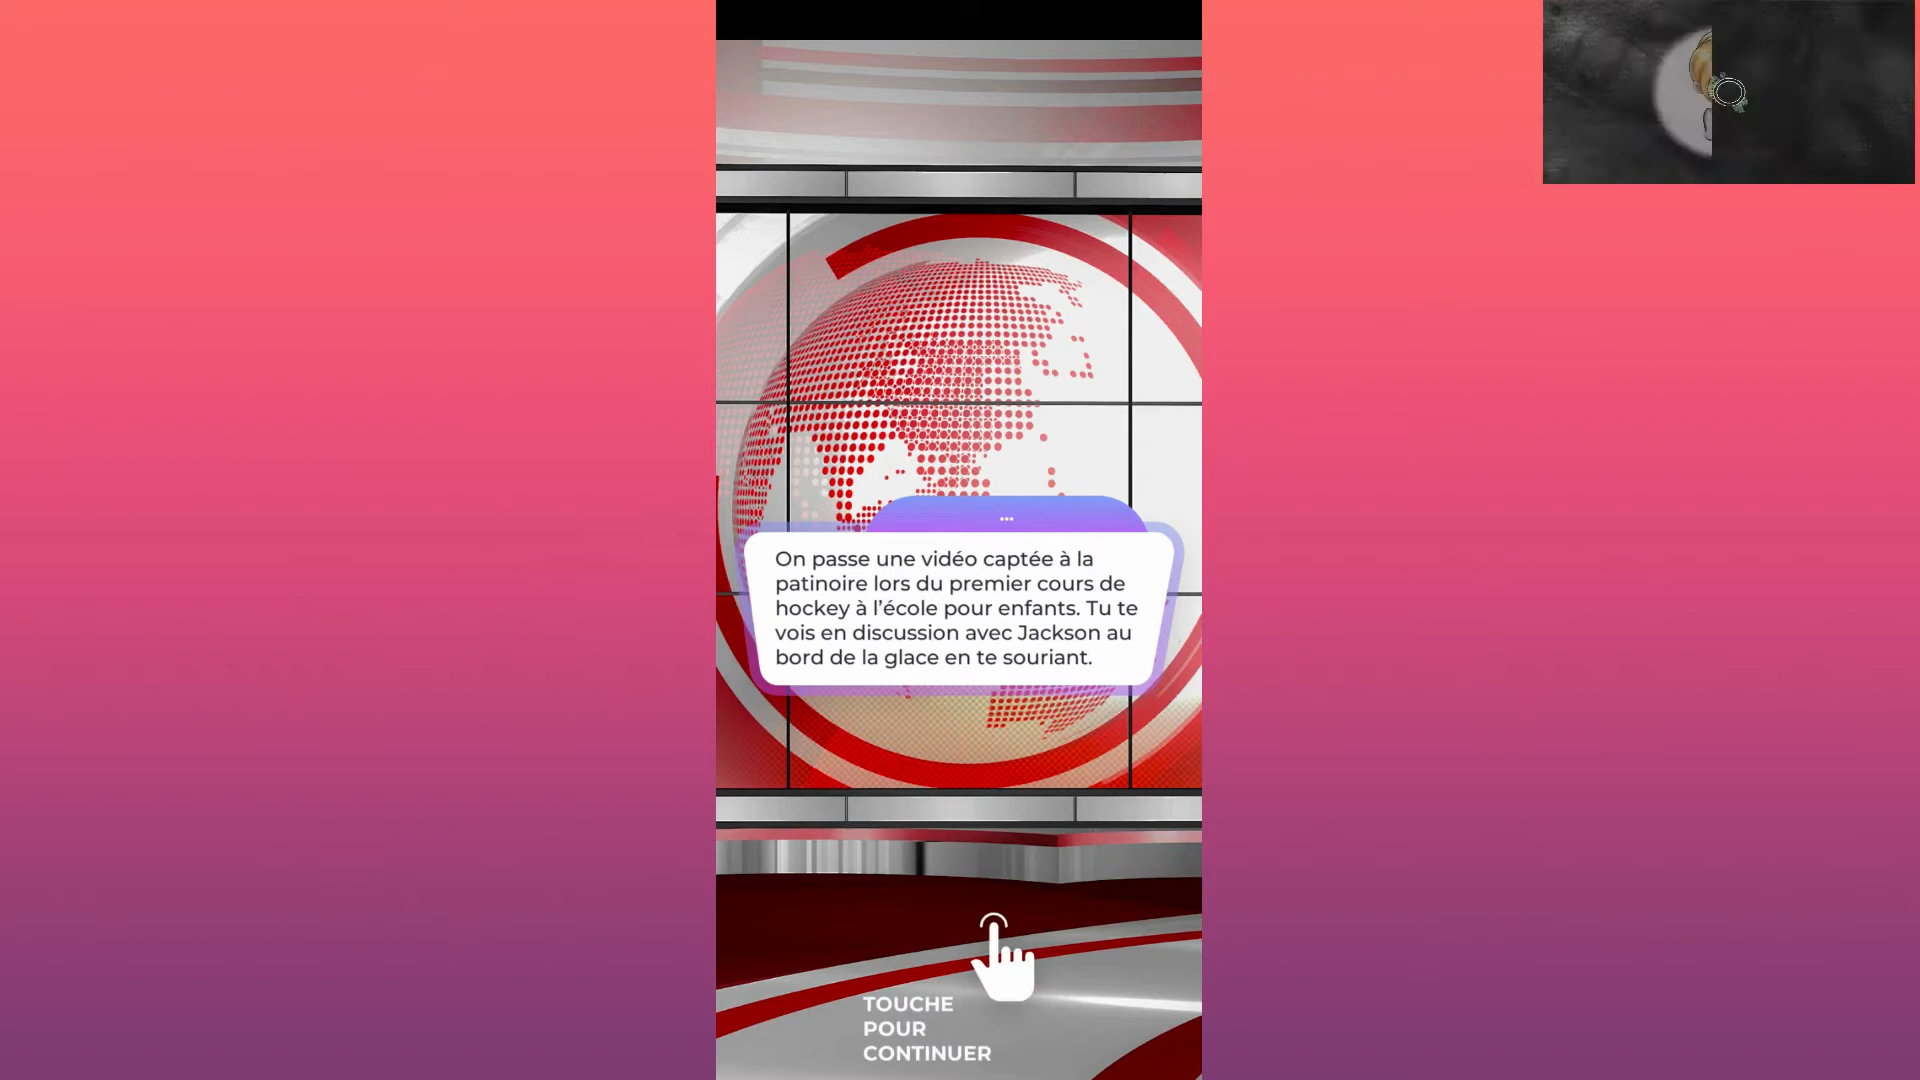 ...
On passe une vidéo captée à la
patinoire lors du premier cours de
hockey à l’école pour enfants. Tu te
vois en discussion avec Jackson au
bord de la glace en te souriant.
TOUCHE
POUR
CONTINUER